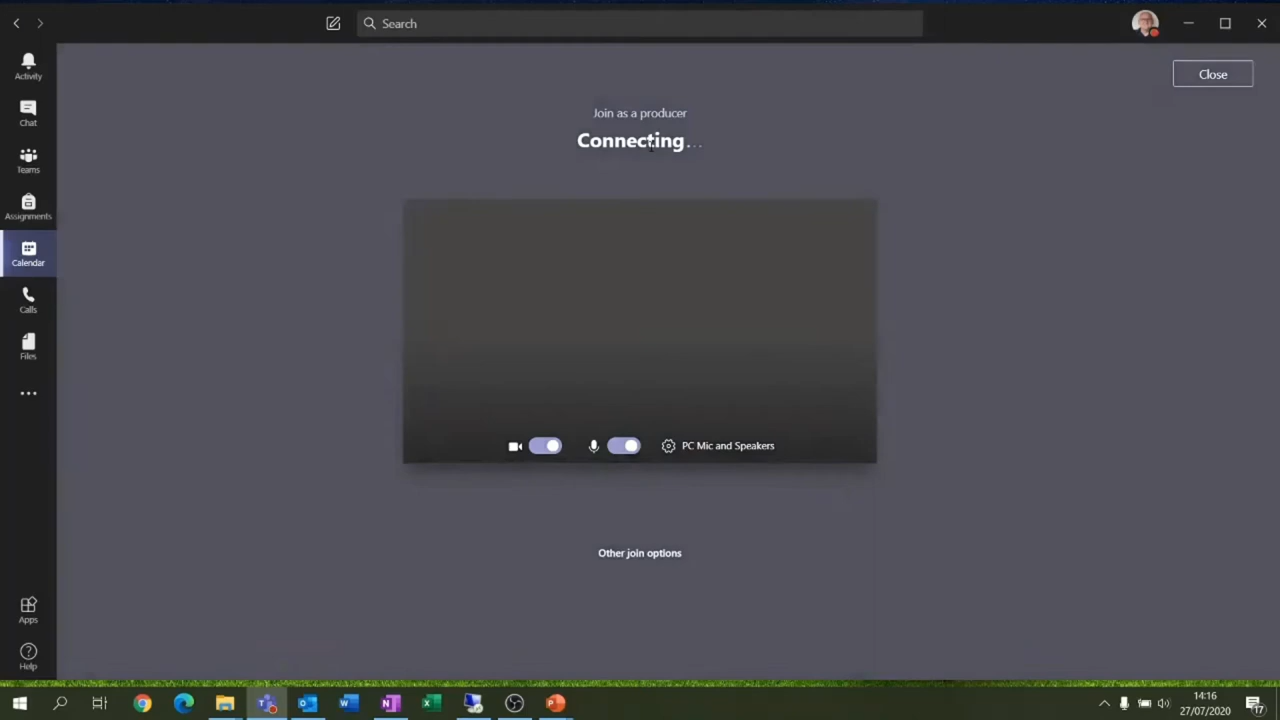 Search
Activity
Chat
Teams
Assignments
Calendar
Calls
Files
Apps
Help
Close
Join as a producer
Connecting...
PC Mic and Speakers
Other join options
14:16
27/07/2020
17